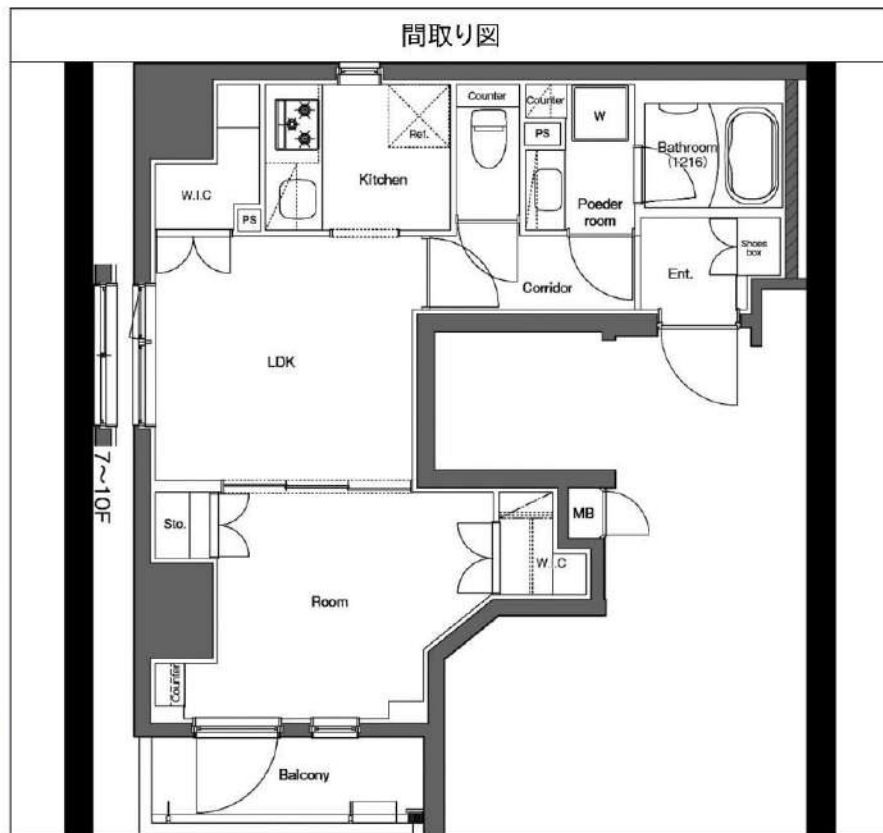 間取り図
Counter
Counter
W
PS
Ref.
Bathroom
(1216)
Kitchen
W.I.C
PS
Poeder
room
Shoes
box
Ent.
Corridor
LDK
7〜10F
Sto.
MB
W.I.C
Room
Counter
Balcony